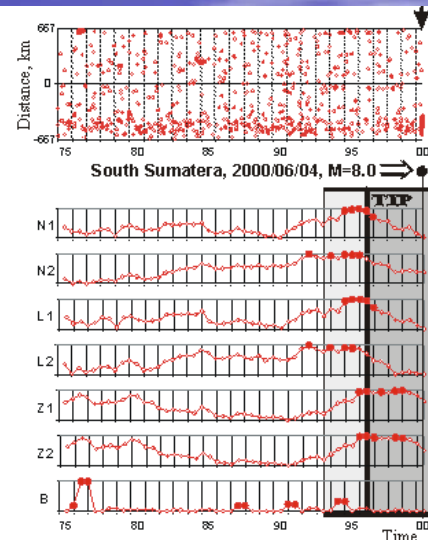 667
Distance, km
0
-667
75 80 85 90 95 00
South Sumatera, 2000/06/04, M=8.0
TIP
N1
N2
L1
L2
Z1
Z2
B
75 80 85 90 95 00
Time